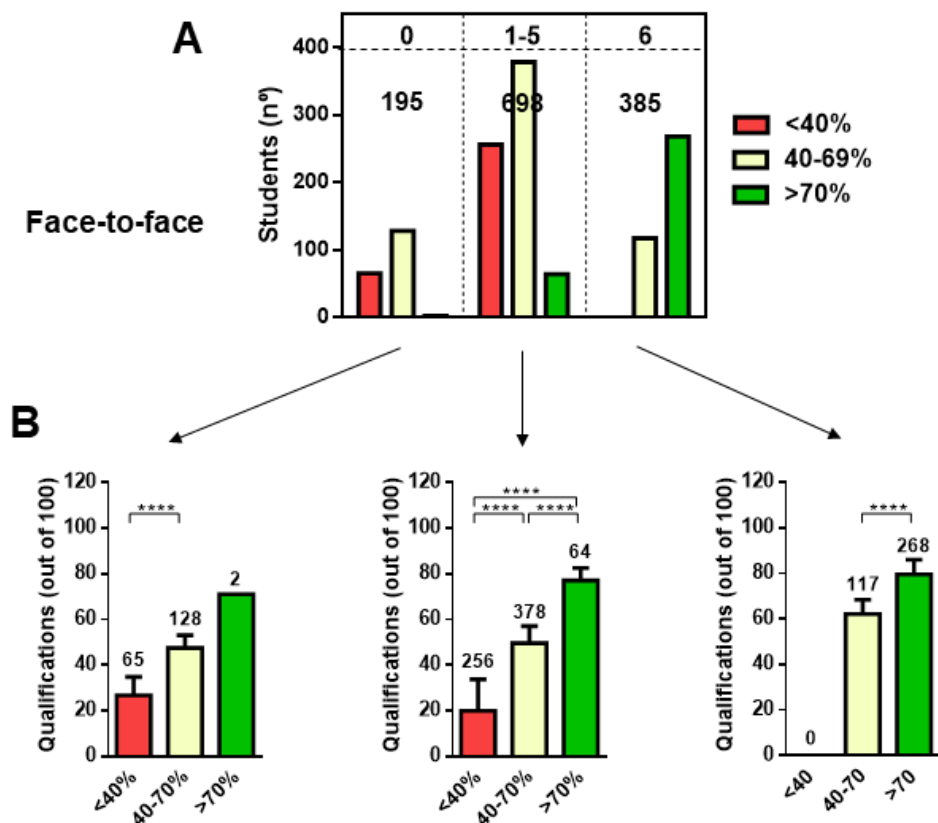 A
0 1-5 6
400
195 698 385
300
200
100
0
Students (nº)
<40%
40-69%
>70%
Face-to-face
B
Qualifications (out of 100)
120
100
80
60
40
20
0
****
65 128 2
<40% 40-70% >70%
Qualifications (out of 100)
120
100
80
60
40
20
0
****
**** ****
256 378 64
<40% 40-70% >70%
Qualifications (out of 100)
120
100
80
60
40
20
0
****
0 117 268
<40 40-70 >70